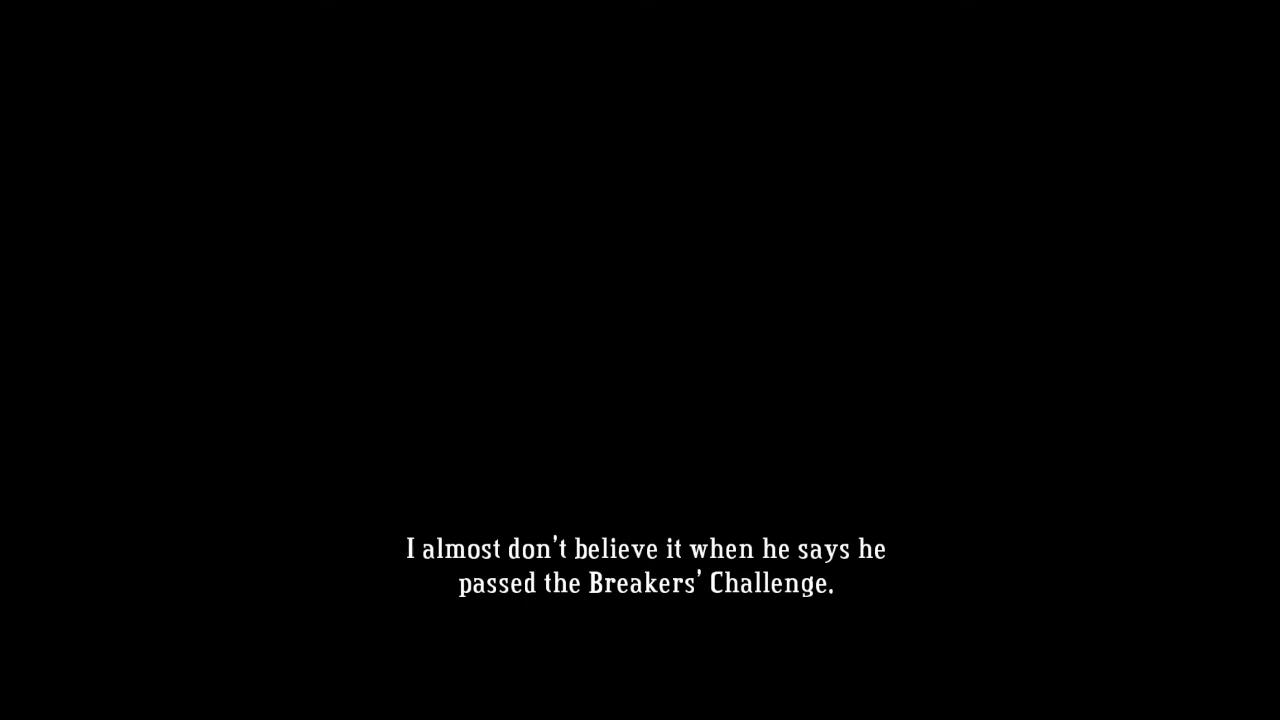 I almost don't believe it when he says he
passed the Breakers' Challenge.